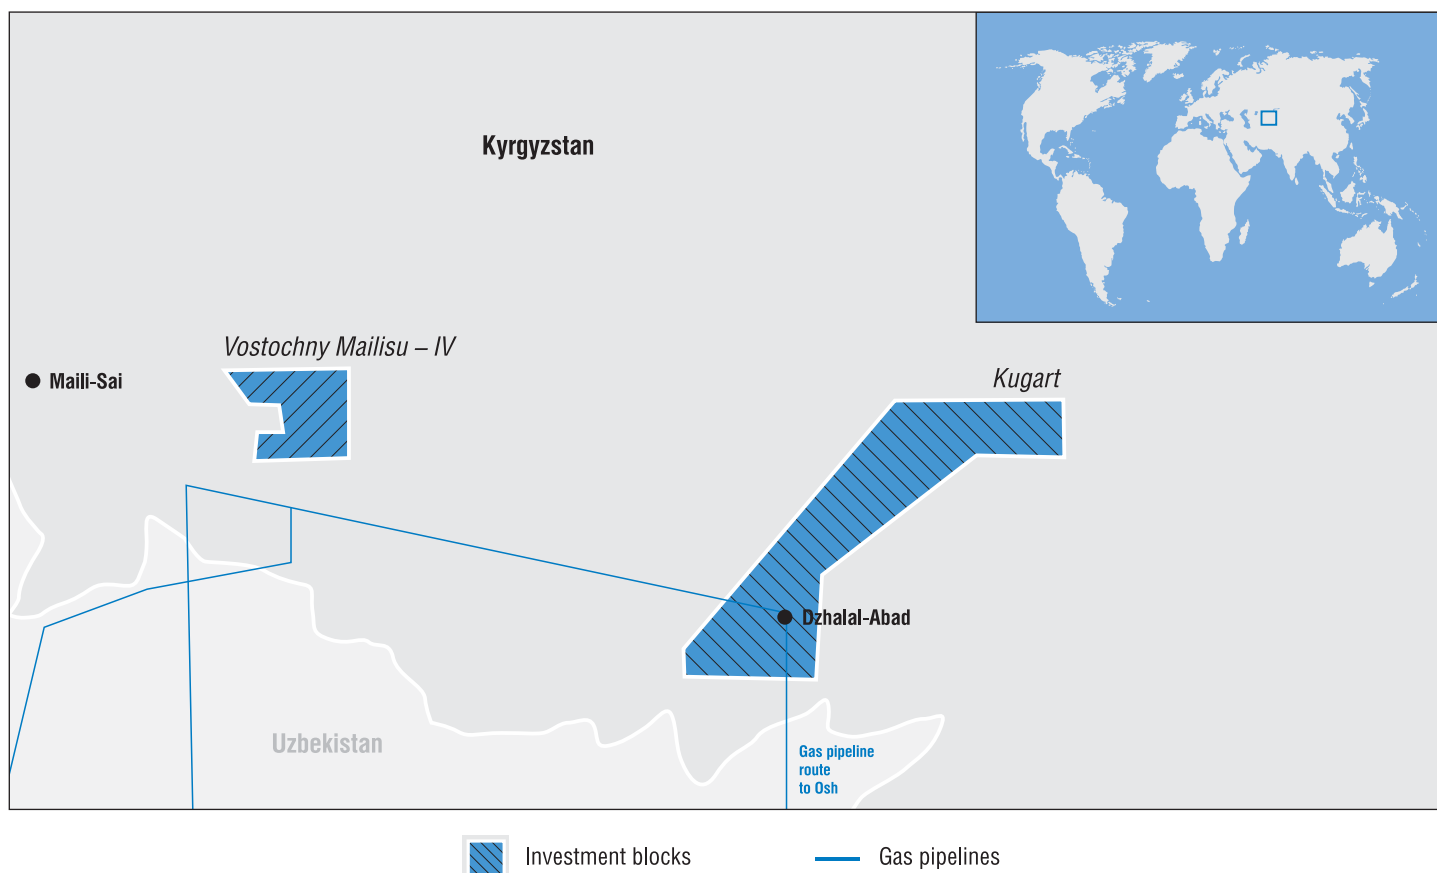 Kyrgyzstan
Vostochny Mailisu – IV
Maili-Sai
Kugart
Dzhalal-Abad
Uzbekistan
Gas pipeline
route
to Osh
Investment blocks
Gas pipelines